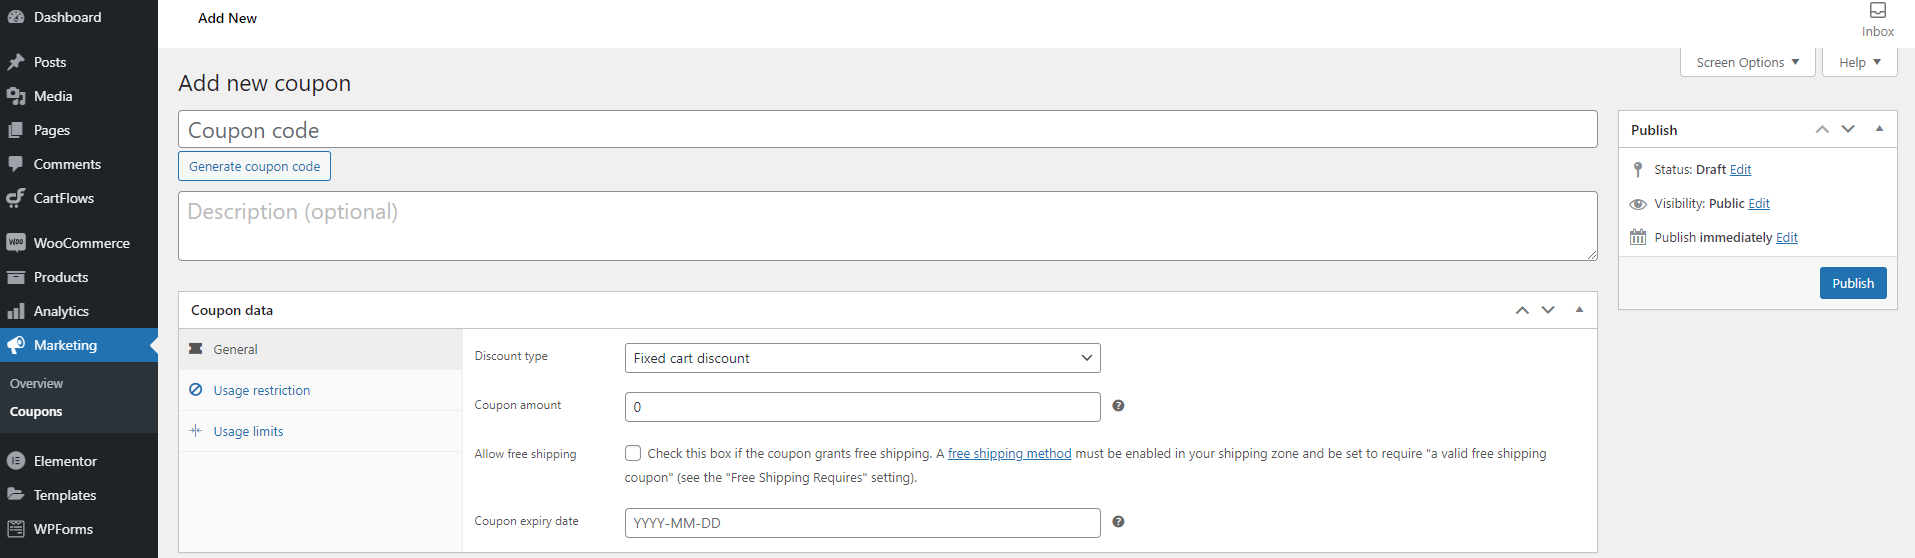 Dashboard
Posts
Media
Pages
Comments
CartFlows
WooCommerce
Products
Analytics
Marketing
Overview
Coupons
Elementor
Templates
WPForms
Add New
Inbox
Screen Options
Help
Add new coupon
Coupon code
Generate coupon code
Description (optional)
Coupon data
General
Usage restriction
Usage limits
Discount type
Fixed cart discount
Coupon amount
0
Allow free shipping
Check this box if the coupon grants free shipping. A free shipping method must be enabled in your shipping zone and be set to require "a valid free shipping
coupon" (see the "Free Shipping Requires" setting).
Coupon expiry date
YYYY-MM-DD
Publish
Status: Draft Edit
Visibility: Public Edit
Publish immediately Edit
Publish